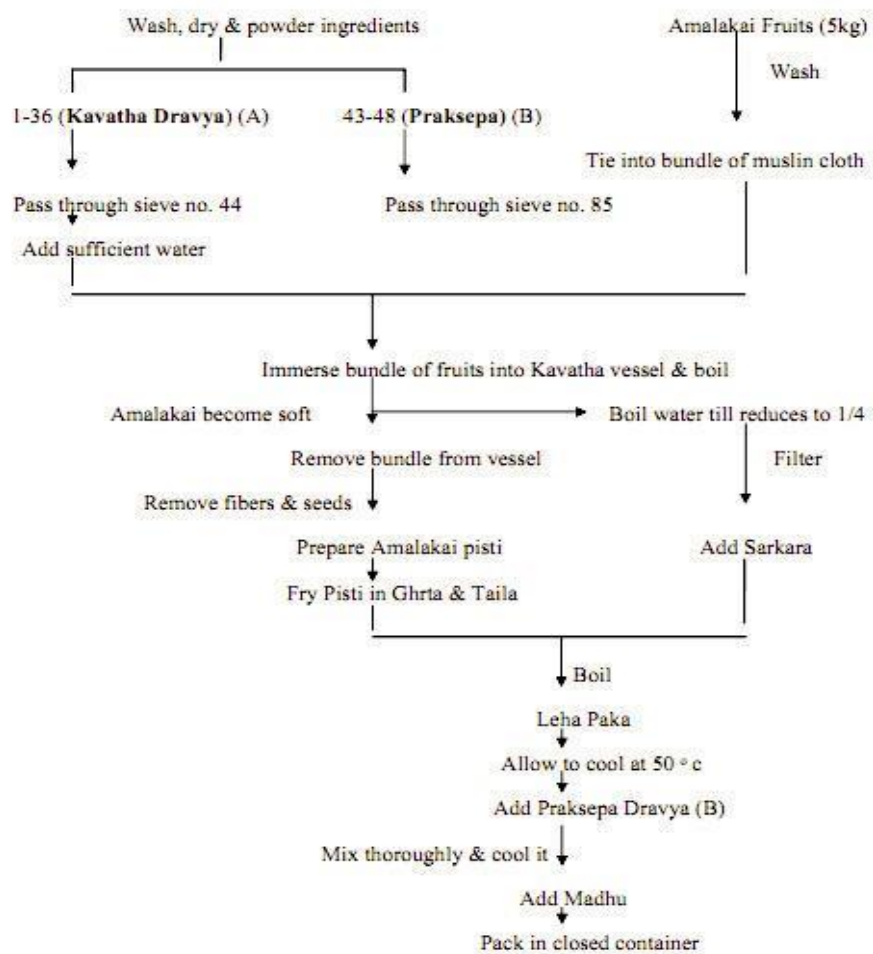 Wash, dry & powder ingredients
Amalakai Fruits (5kg)
Wash
1-36 (Kavatha Dravya) (A)
43-48 (Praksepa) (B)
Tie into bundle of muslin cloth
Pass through sieve no. 44
Pass through sieve no. 85
Add sufficient water
Immerse bundle of fruits into Kavatha vessel & boil
Amalakai become soft
Boil water till reduces to 1/4
Remove bundle from vessel
Filter
Remove fibers & seeds
Prepare Amalakai pisti
Add Sarkara
Fry Pisti in Ghrta & Taila
Boil
Leha Paka
Allow to cool at 50 ° c
Add Praksepa Dravya (B)
Mix thoroughly & cool it
Add Madhu
Pack in closed container